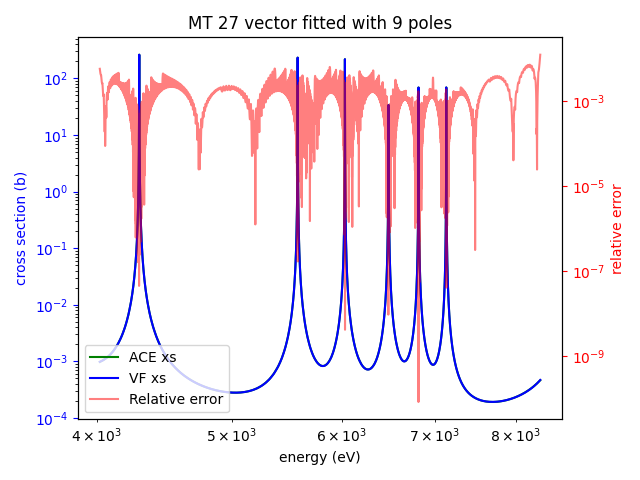 MT 27 vector fitted with 9 poles
cross section (b)
10²
10¹
10⁰
10⁻¹
10⁻²
10⁻³
10⁻⁴
10⁻³
10⁻⁵
10⁻⁷
10⁻⁹
relative error
ACE xs
VF xs
Relative error
4 × 10³ 5 × 10³ 6 × 10³ 7 × 10³ 8 × 10³
energy (eV)